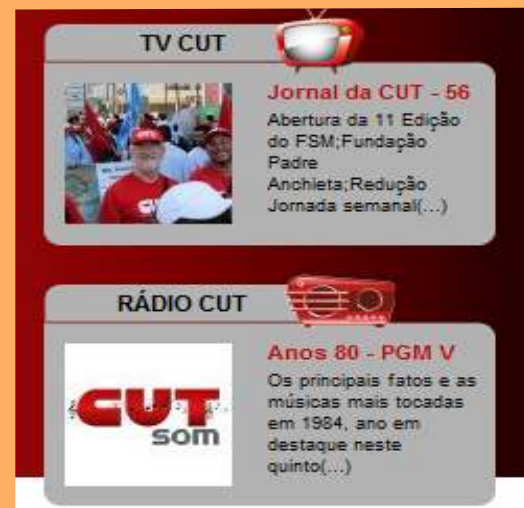 TV CUT
Jornal da CUT - 56
Abertura da 11 Edição
do FSM;Fundação
Padre
Anchieta;Redução
Jornada semanal(...)
CUT
RÁDIO CUT
Anos 80 - PGM V
Os principais fatos e as
músicas mais tocadas
em 1984, ano em
destaque neste
quinto(...)
CUT
som